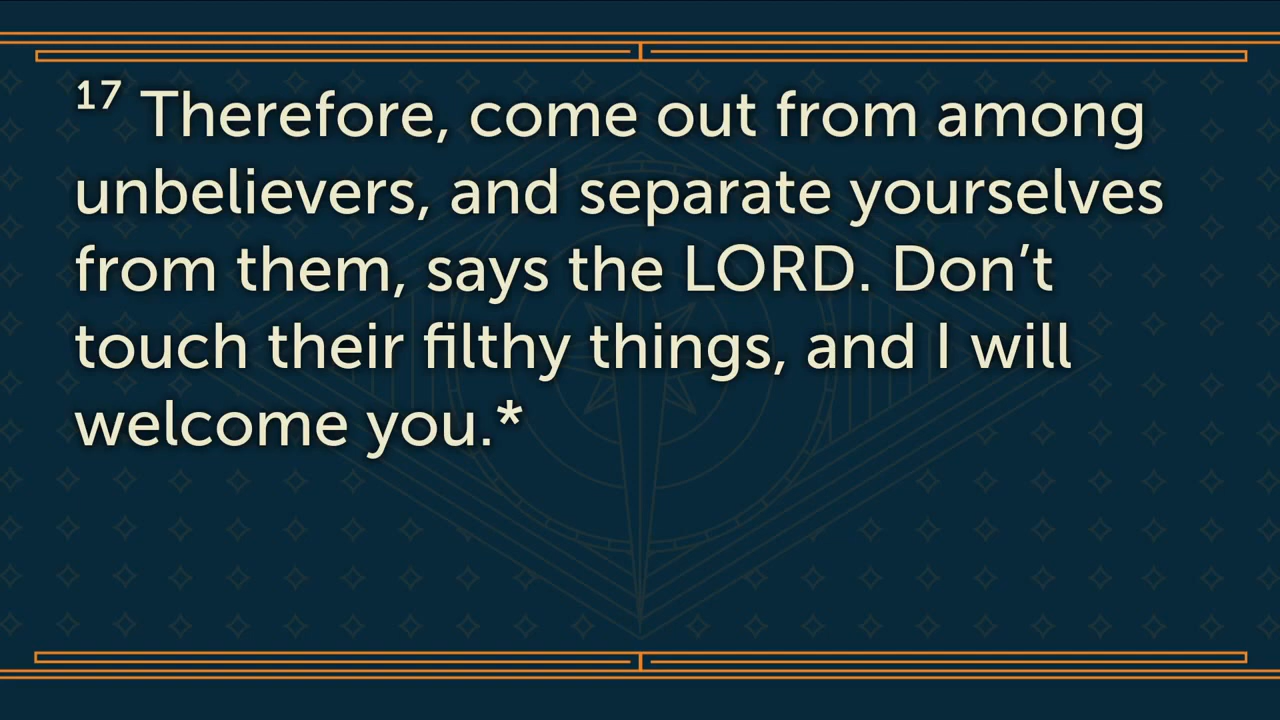 17 Therefore, come out from among
unbelievers, and separate yourselves
from them, says the LORD. Don’t
touch their filthy things, and I will
welcome you.*